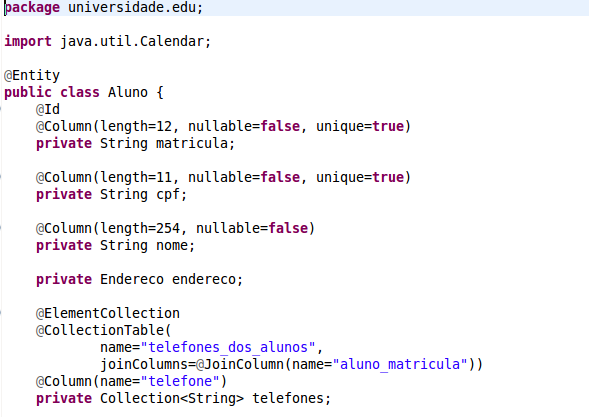 package universidade.edu;
import java.util.Calendar;
@Entity
public class Aluno {
@Id
@Column(length=12, nullable=false, unique=true)
private String matricula;
@Column(length=11, nullable=false, unique=true)
private String cpf;
@Column(length=254, nullable=false)
private String nome;
private Endereco endereco;
@ElementCollection
@CollectionTable(
name="telefones_dos_alunos",
joinColumns=@JoinColumn(name="aluno_matricula"))
@Column(name="telefone")
private Collection<String> telefones;